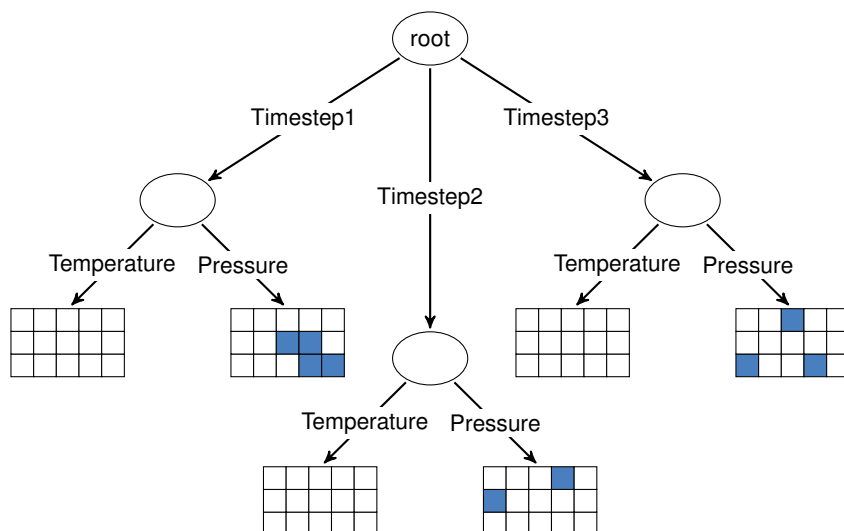 root
Timestep1
Timestep3
Timestep2
Temperature
Pressure
Temperature
Pressure
Temperature
Pressure